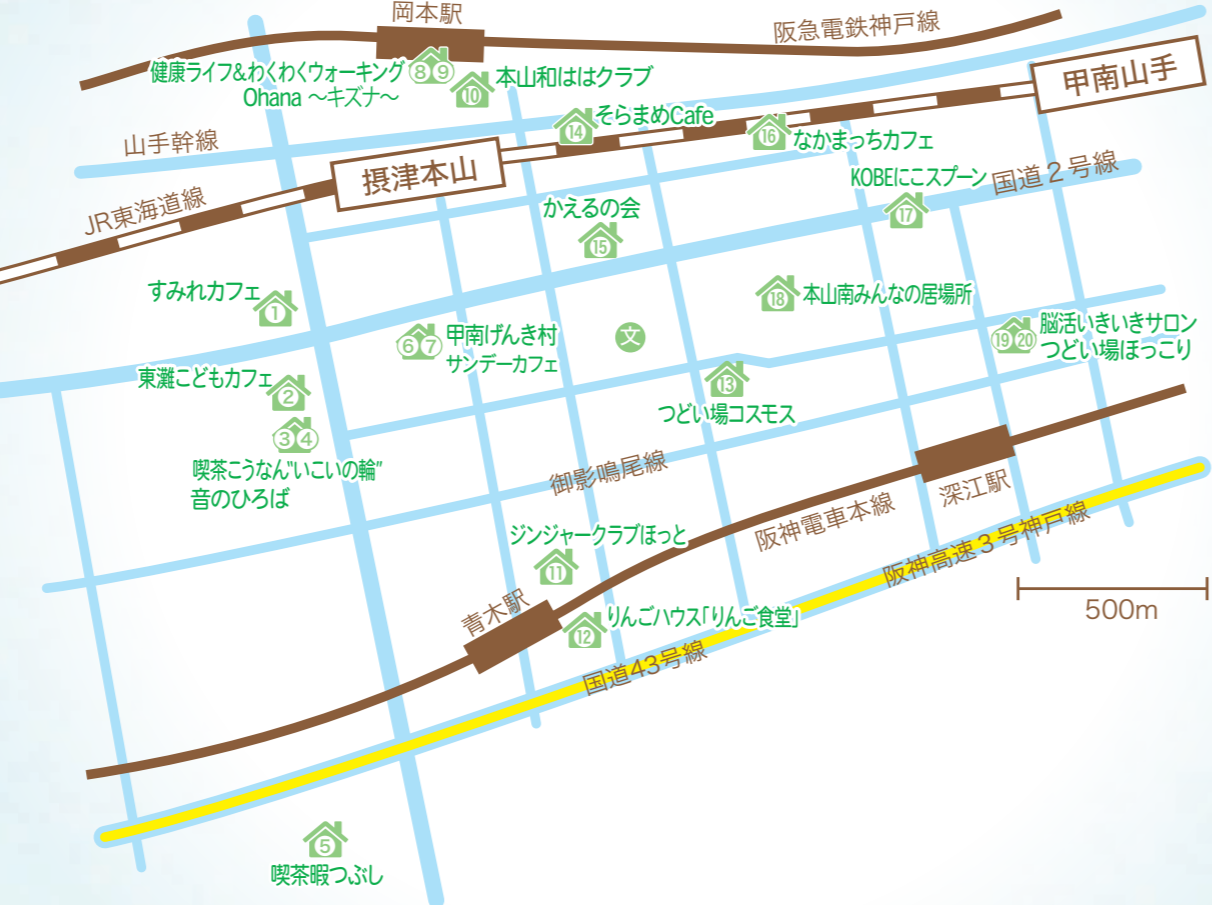 岡本駅
阪急電鉄神戸線
健康ライフ&わくわくウォーキング
Ohana ～キズナ～
⑧⑨
⑩
本山和ははクラブ
甲南山手
山手幹線
⑭
そらまめCafe
⑯
なかまっちカフェ
摂津本山
JR東海道線
KOBEにこスプーン
⑰
国道2号線
かえるの会
⑮
すみれカフェ
①
⑱
本山南みんなの居場所
⑥⑦
甲南げんき村
サンデーカフェ
文
⑲⑳
脳活いきいきサロン
つどい場ほっこり
東灘こどもカフェ
②
⑬
つどい場コスモス
③④
喫茶こうなん"いこいの輪"
音のひろば
御影鳴尾線
深江駅
阪神電車本線
ジンジャークラブほっと
⑪
阪神高速3号神戸線
500m
青木駅
⑫
りんごハウス「りんご食堂」
国道43号線
⑤
喫茶暇つぶし